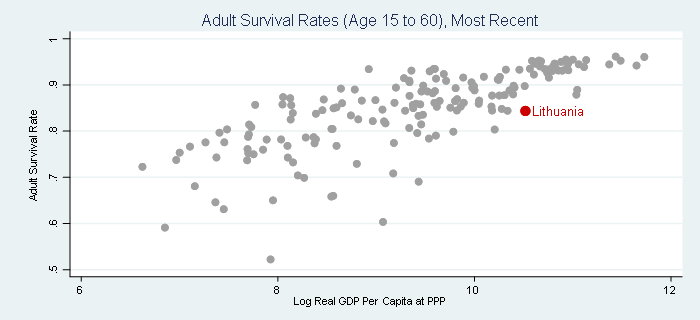 Adult Survival Rates (Age 15 to 60), Most Recent
1
.9
.8
.7
.6
.5
Adult Survival Rate
Lithuania
6 8 10 12
Log Real GDP Per Capita at PPP